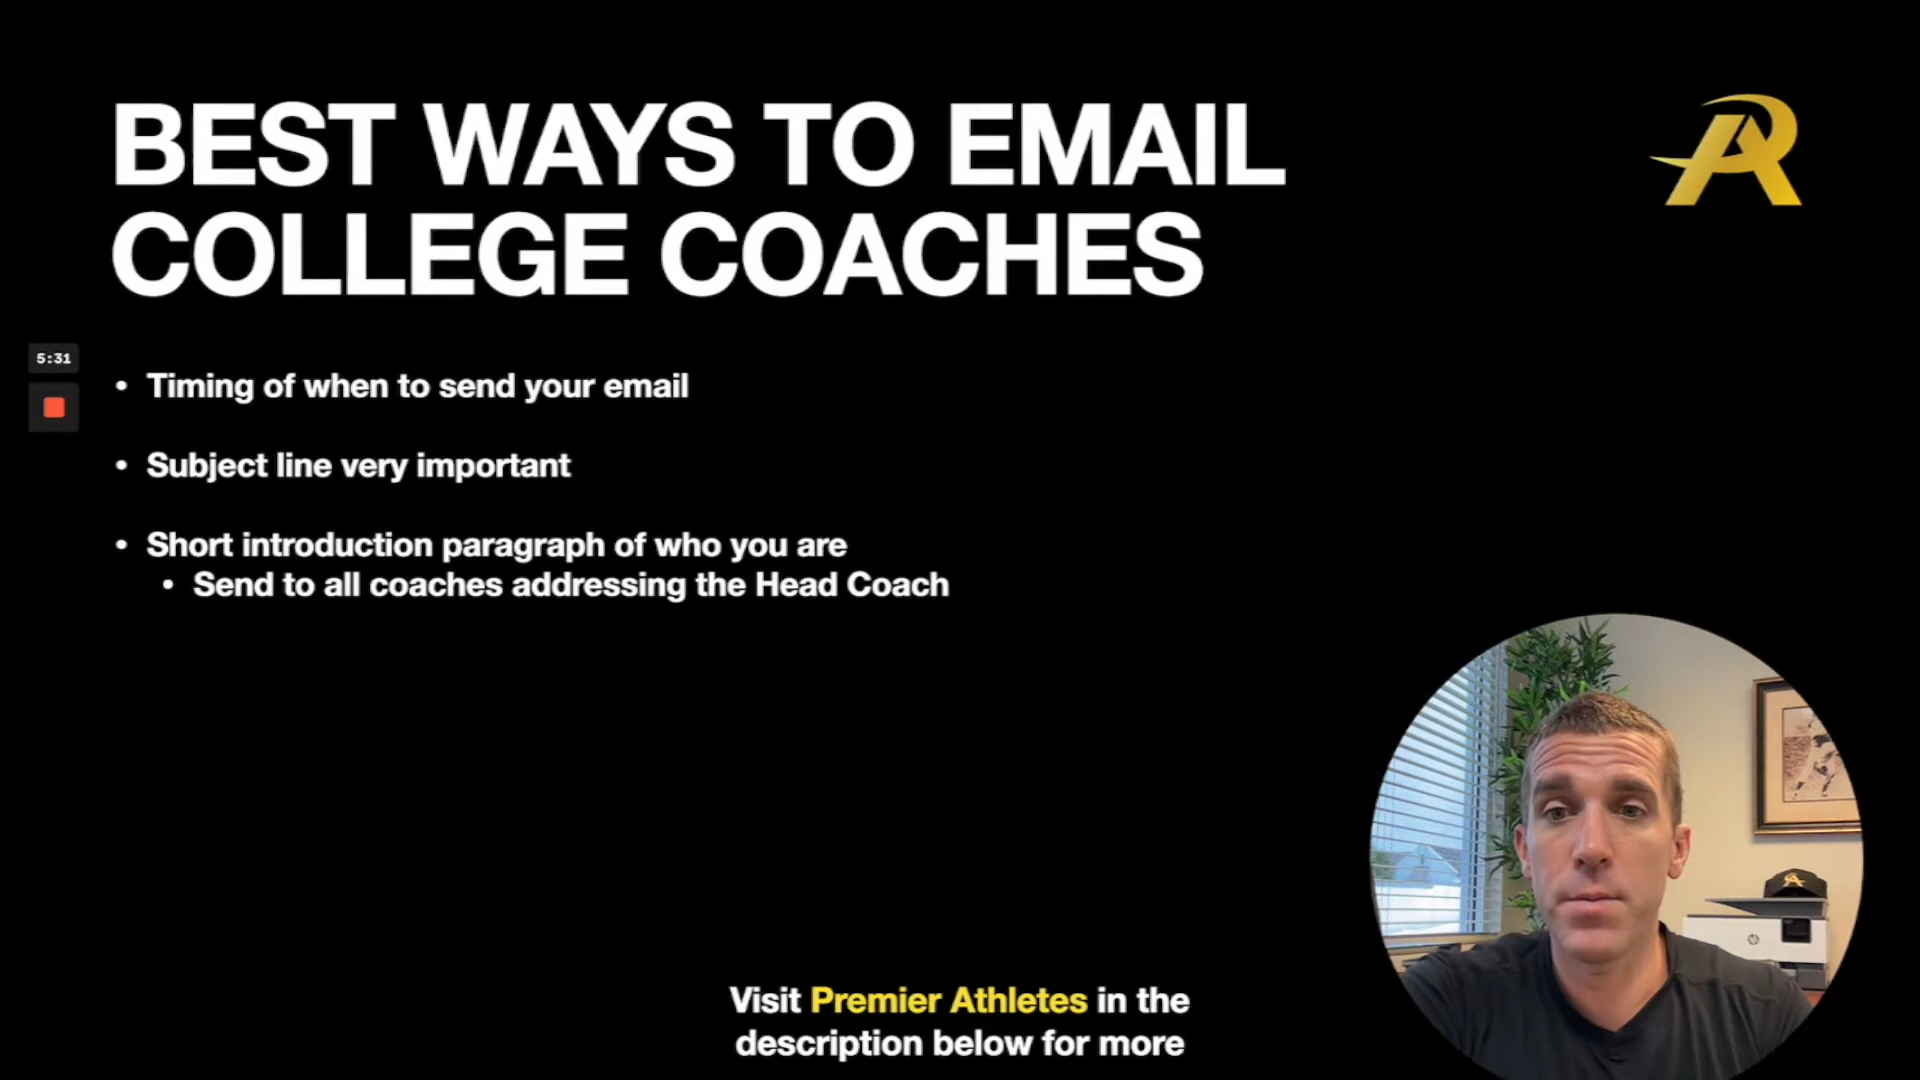 BEST WAYS TO EMAIL
COLLEGE COACHES
5:31
• Timing of when to send your email
• Subject line very important
• Short introduction paragraph of who you are
• Send to all coaches addressing the Head Coach
Visit Premier Athletes in the
description below for more